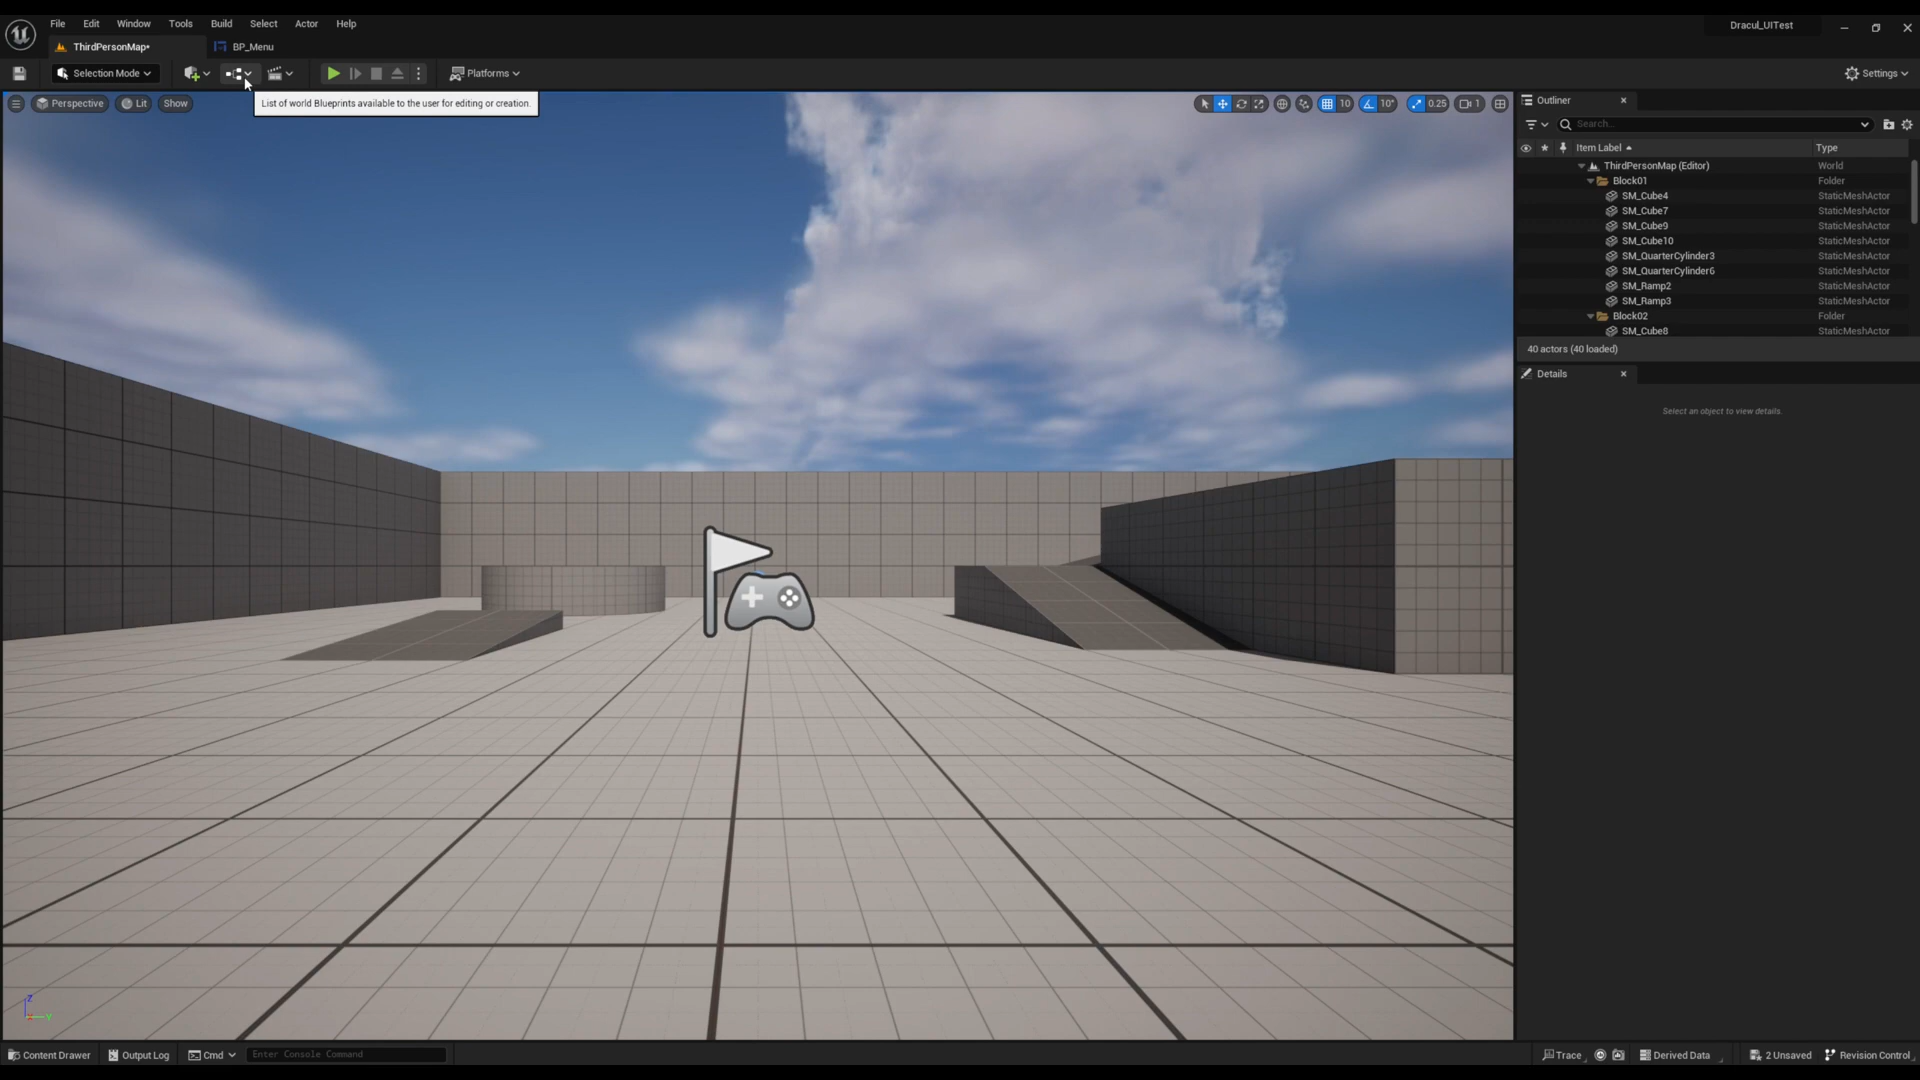 File Edit Window Tools Build Select Actor Help
Dracul_UITest
ThirdPersonMap•
BP_Menu
Selection Mode
Platforms
Settings
Perspective Lit Show
List of world Blueprints available to the user for editing or creation.
10 10° 0.25 1
Outliner
Search...
Item Label Type
ThirdPersonMap (Editor) World
Block01 Folder
SM_Cube4 StaticMeshActor
SM_Cube7 StaticMeshActor
SM_Cube9 StaticMeshActor
SM_Cube10 StaticMeshActor
SM_QuarterCylinder3 StaticMeshActor
SM_QuarterCylinder6 StaticMeshActor
SM_Ramp2 StaticMeshActor
SM_Ramp3 StaticMeshActor
Block02 Folder
SM_Cube8 StaticMeshActor
40 actors (40 loaded)
Details
Select an object to view details.
Z
Y
Content Drawer Output Log Cmd Enter Console Command
Trace Derived Data 2 Unsaved Revision Control